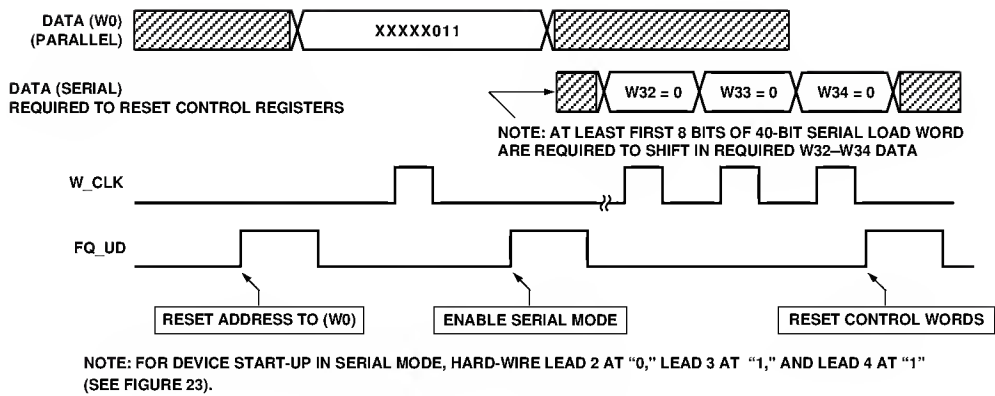 DATA (W0)
(PARALLEL)
XXXXX011
DATA (SERIAL)
REQUIRED TO RESET CONTROL REGISTERS
W32 = 0
W33 = 0
W34 = 0
NOTE: AT LEAST FIRST 8 BITS OF 40-BIT SERIAL LOAD WORD
ARE REQUIRED TO SHIFT IN REQUIRED W32–W34 DATA
W_CLK
FQ_UD
RESET ADDRESS TO (W0)
ENABLE SERIAL MODE
RESET CONTROL WORDS
NOTE: FOR DEVICE START-UP IN SERIAL MODE, HARD-WIRE LEAD 2 AT “0,” LEAD 3 AT “1,” AND LEAD 4 AT “1”
(SEE FIGURE 23).